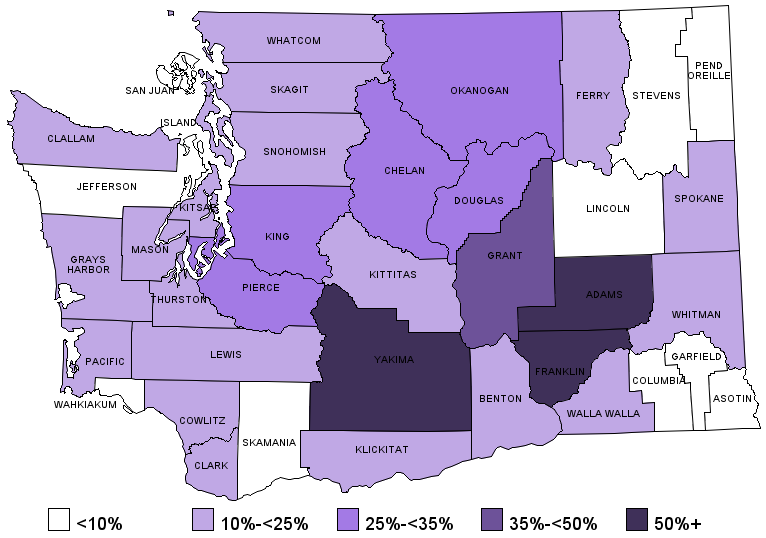 WHATCOM
SAN JUAN
SKAGIT
OKANOGAN
FERRY
STEVENS
PEND
OREILLE
ISLAND
CLALLAM
SNOHOMISH
CHELAN
JEFFERSON
KITSAP
DOUGLAS
LINCOLN
SPOKANE
KING
MASON
GRAYS
HARBOR
KITTITAS
GRANT
PIERCE
THURSTON
ADAMS
WHITMAN
PACIFIC
LEWIS
YAKIMA
FRANKLIN
GARFIELD
COLUMBIA
WAHKIAKUM
BENTON
ASOTIN
COWLITZ
WALLA WALLA
SKAMANIA
KLICKITAT
CLARK
<10%
10%-<25%
25%-<35%
35%-<50%
50%+